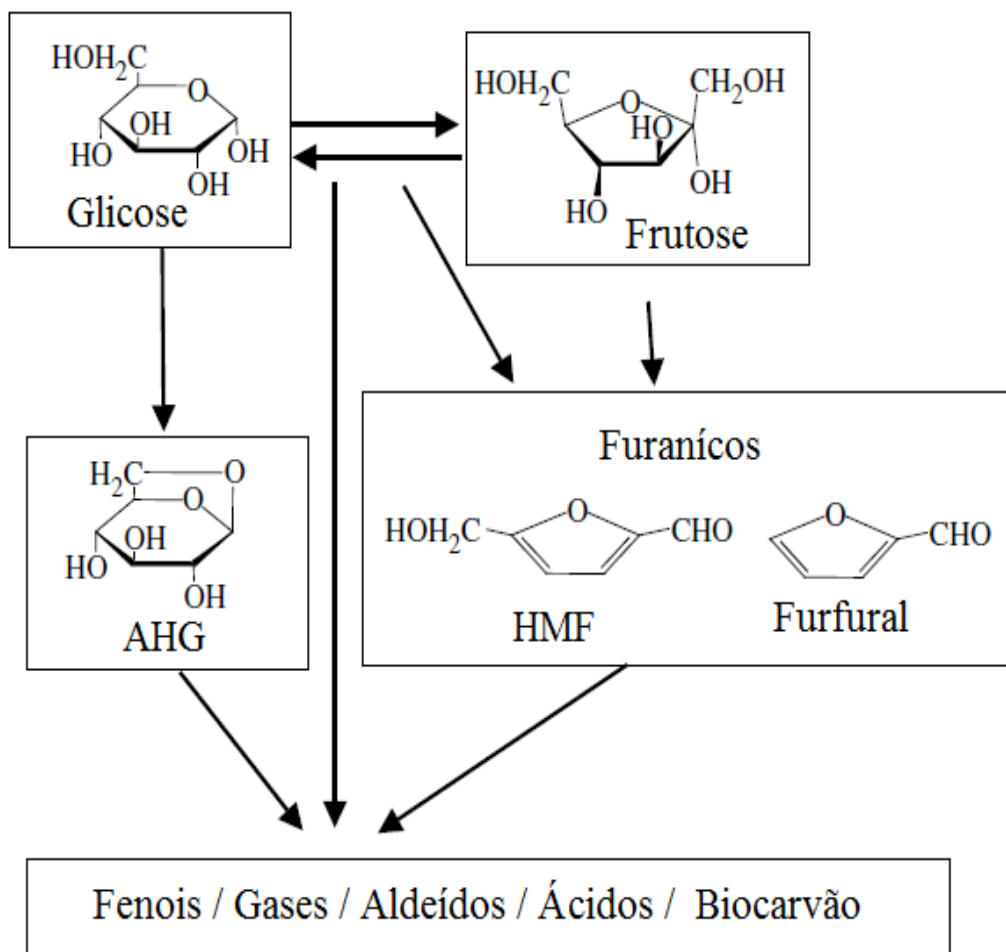 HOH₂C
O
OH
HO
OH
OH
Glicose
HOH₂C
O
CH₂OH
HO
OH
HO
Frutose
H₂C
O
O
OH
HO
OH
AHG
Furanícos
O
HOH₂C
CHO
HMF
O
CHO
Furfural
Fenois / Gases / Aldeídos / Ácidos / Biocarvão